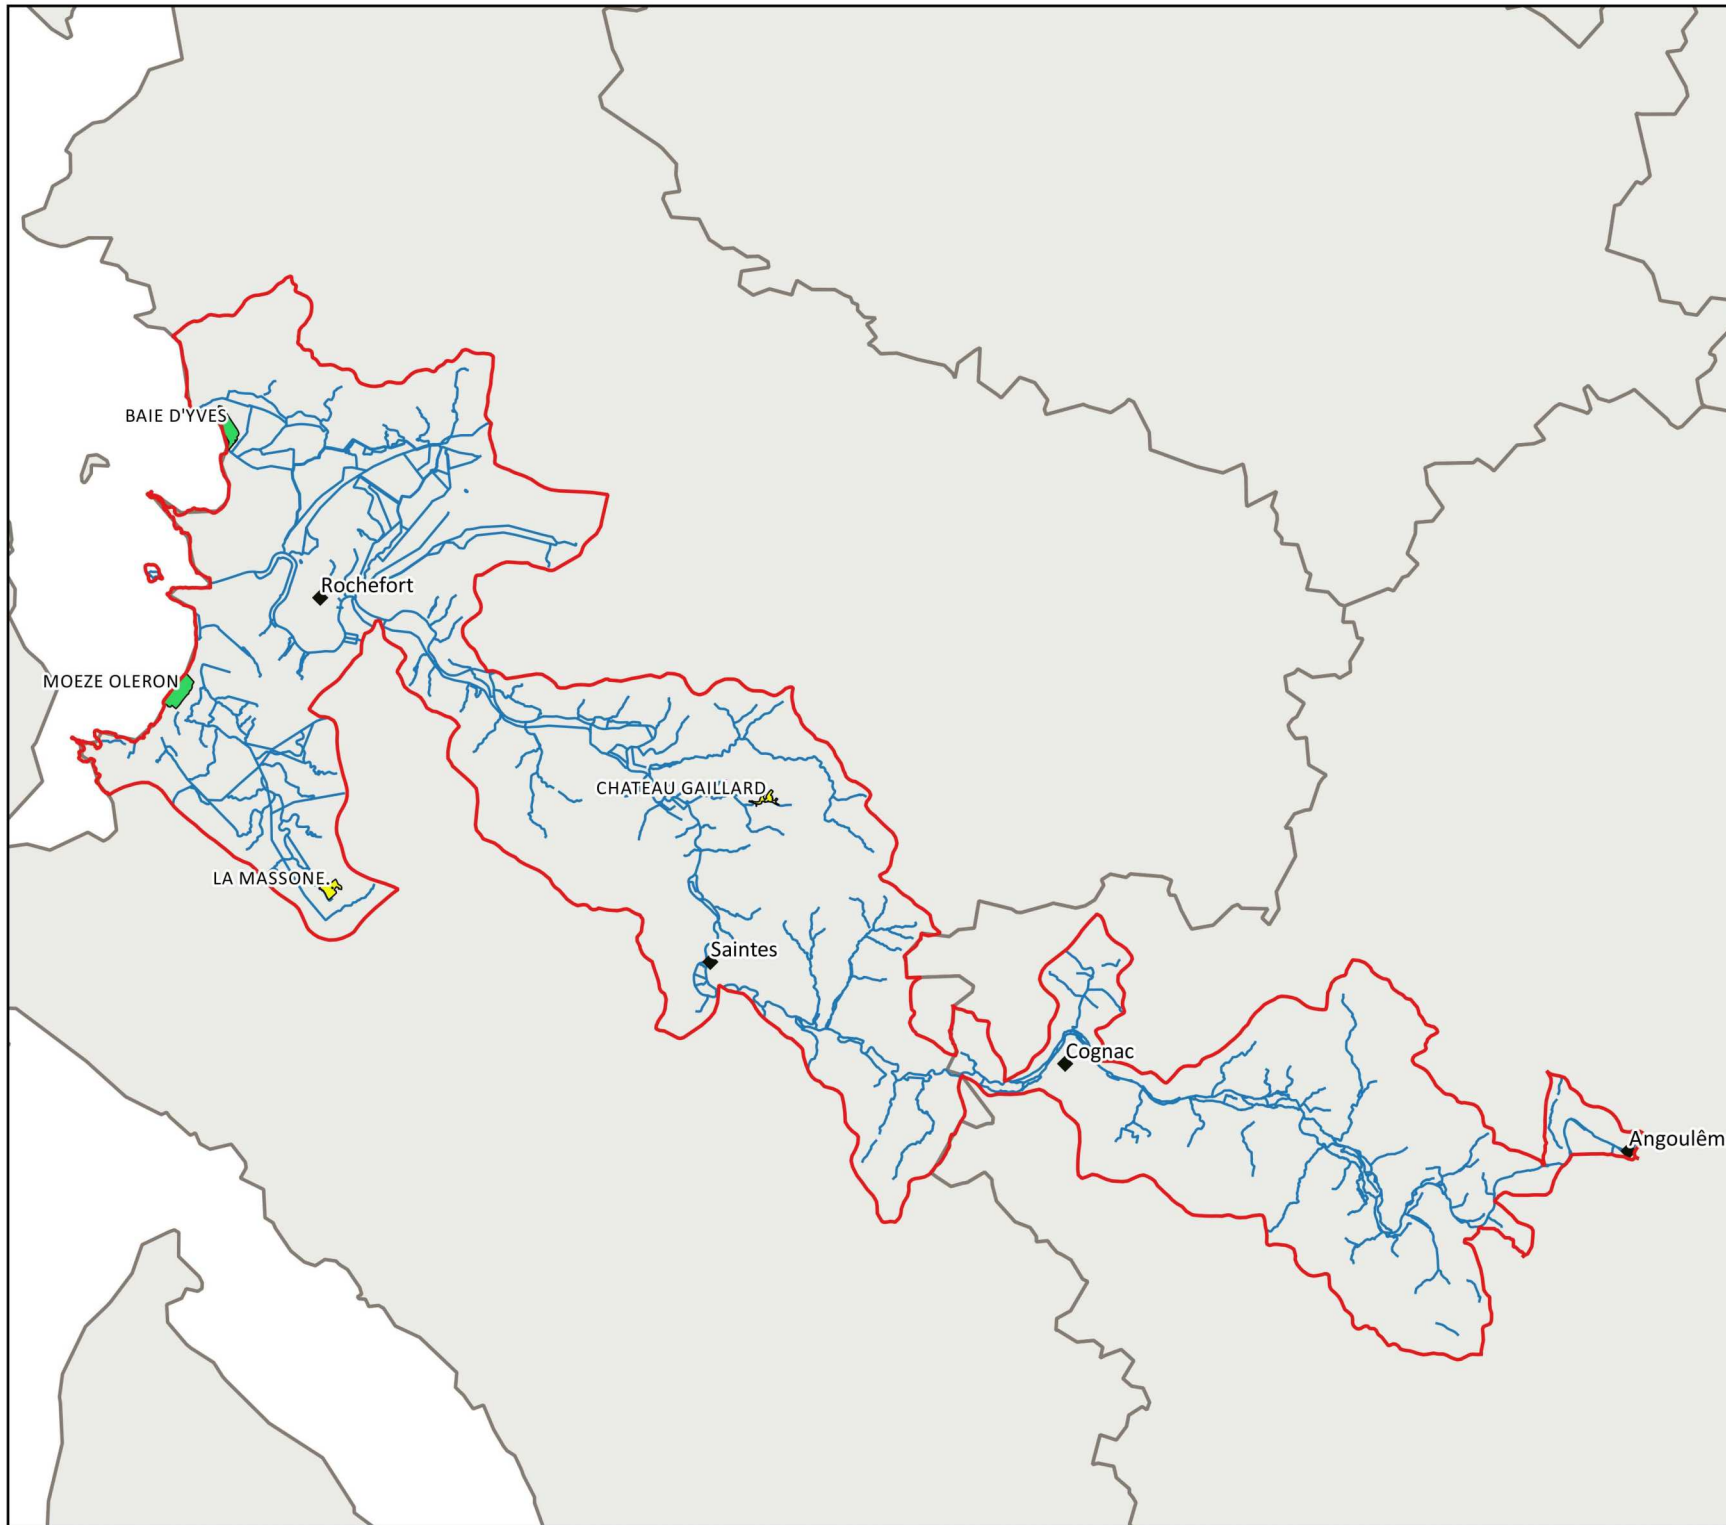 BAIE D'YVES
Rochefort
MOEZE OLERON
CHATEAU GAILLARD
LA MASSONE
Saintes
Cognac
Angoulêm